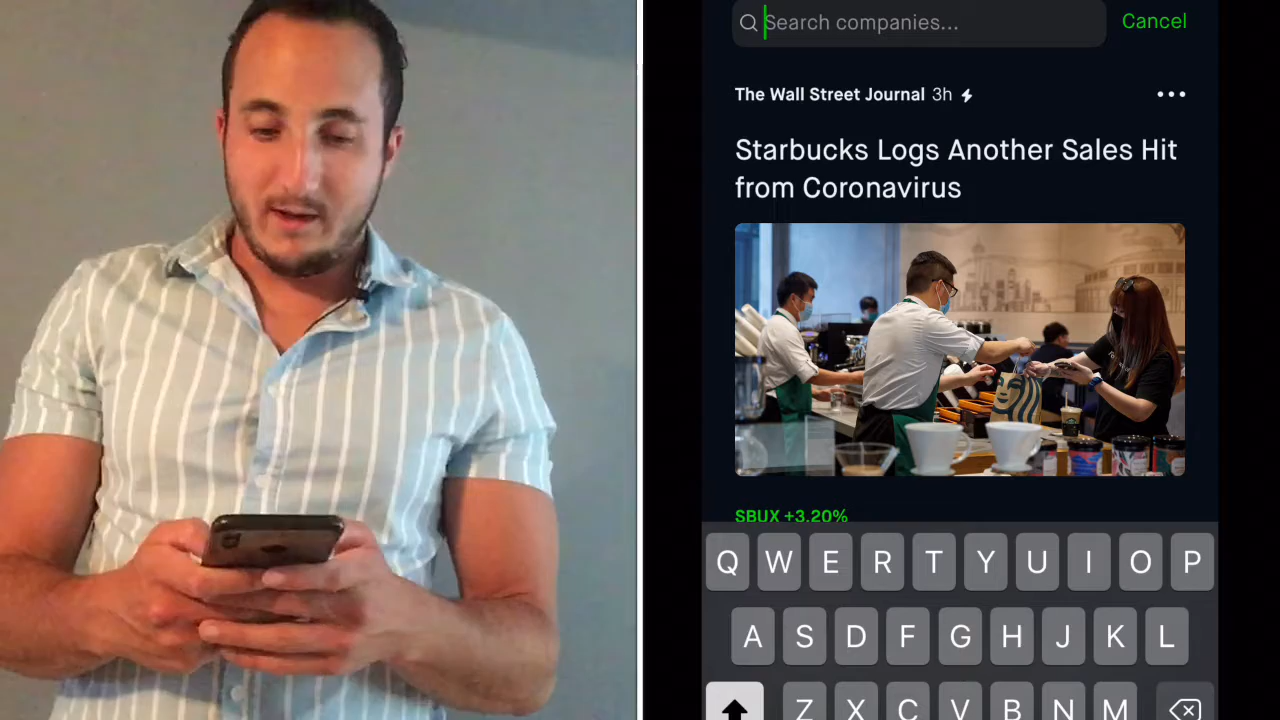 Search companies...
Cancel
The Wall Street Journal 3h
Starbucks Logs Another Sales Hit
from Coronavirus
SBUX +3.20%
Q W E R T Y U I O P
A S D F G H J K L
Z X C V B N M